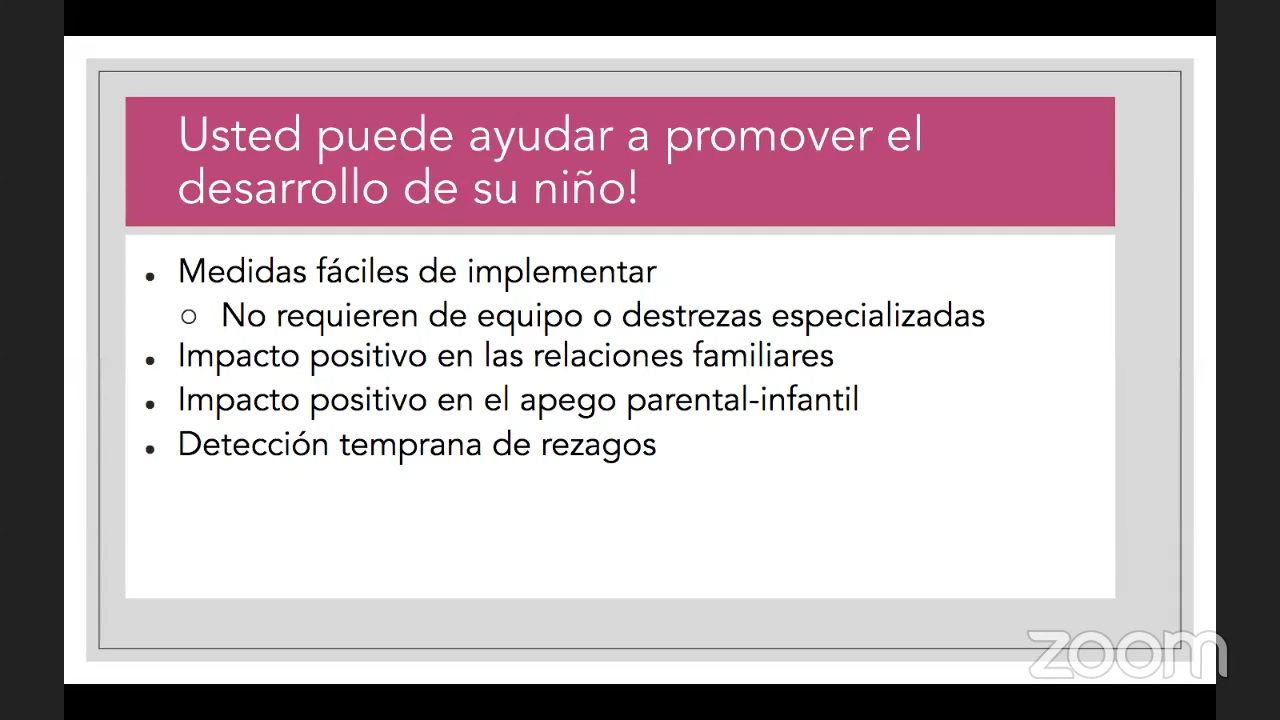 Usted puede ayudar a promover el
desarrollo de su niño!
• Medidas fáciles de implementar
○ No requieren de equipo o destrezas especializadas
• Impacto positivo en las relaciones familiares
• Impacto positivo en el apego parental-infantil
• Detección temprana de rezagos
zoom